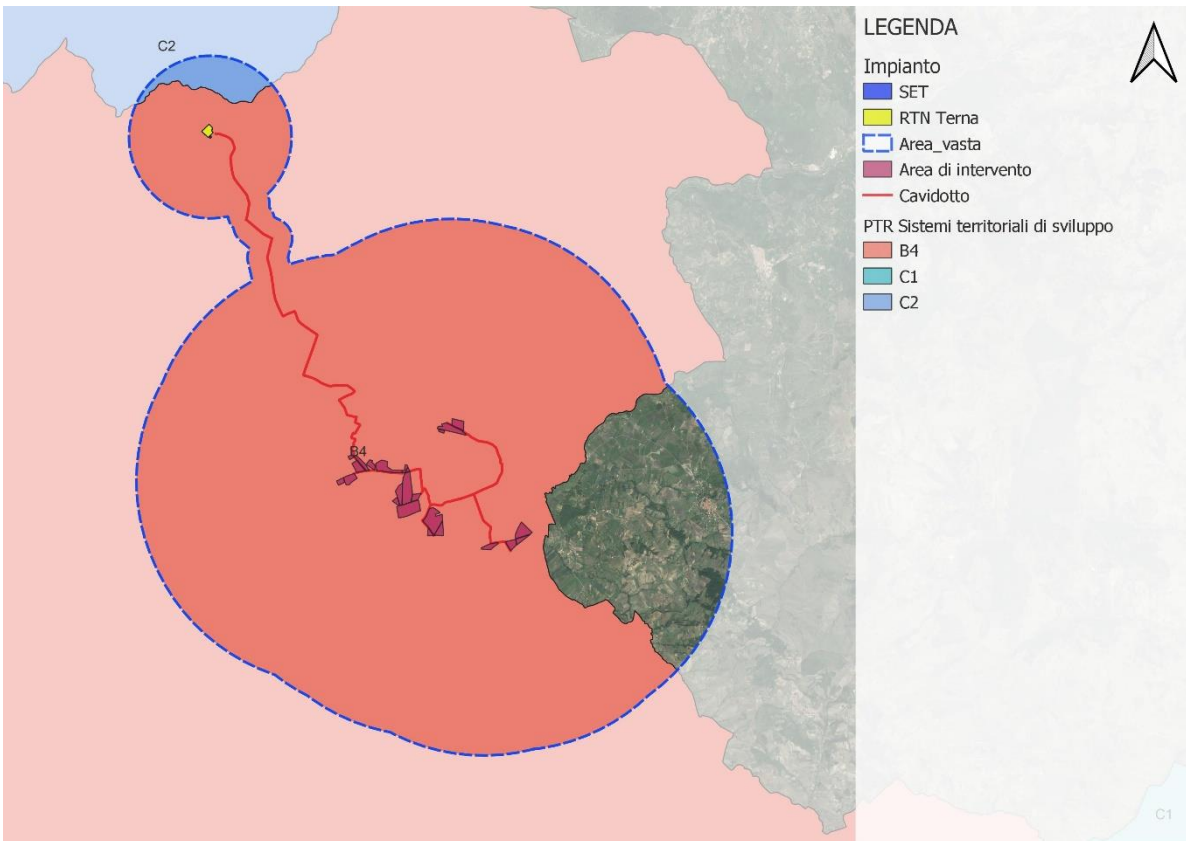 C2
B4
LEGENDA
Impianto
SET
RTN Terna
Area_vasta
Area di intervento
Cavidotto
PTR Sistemi territoriali di sviluppo
B4
C1
C2
C1